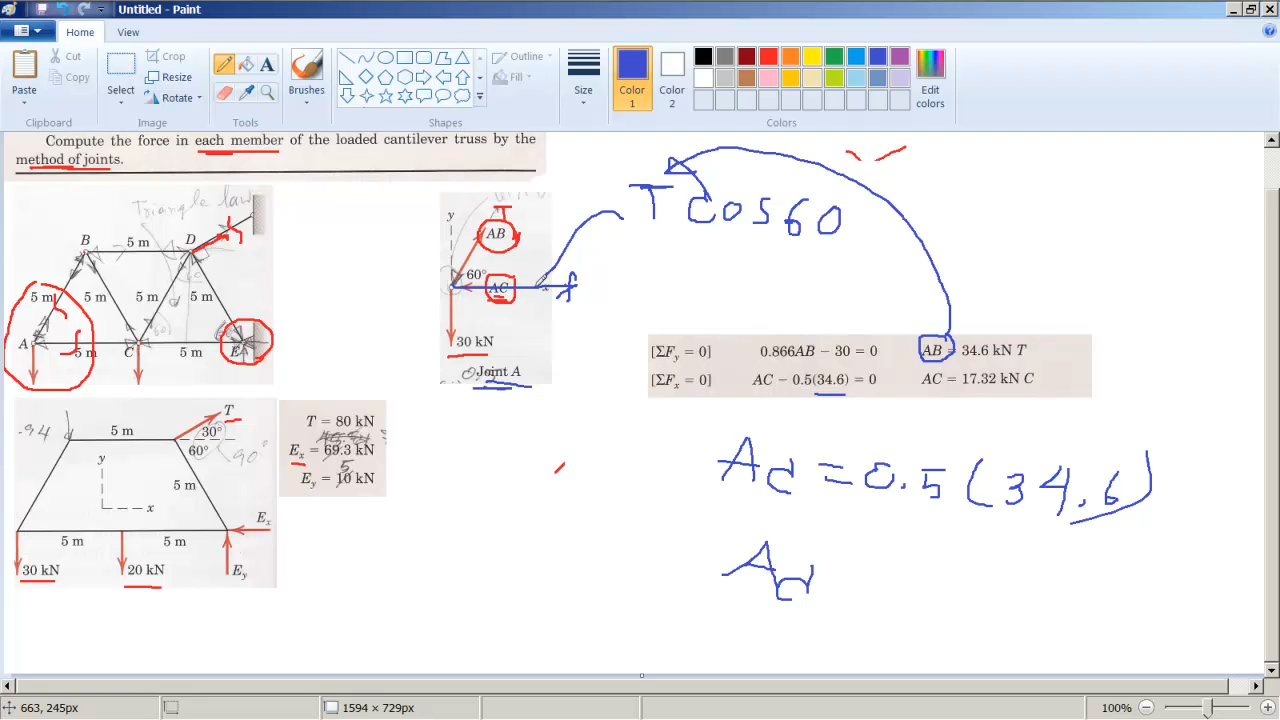 Untitled - Paint
Home View
Paste
Cut
Copy
Clipboard
Select
Crop
Resize
Rotate
Image
Tools
Brushes
Outline
Fill
Shapes
Size
Color 1
Color 2
Edit colors
Colors
Compute the force in each member of the loaded cantilever truss by the
method of joints.
Triangle law
B 5 m D
5 m 5 m 5 m 5 m
A 5 m C 5 m E
y
T
AB
60°
AC x
30 kN
Joint A
T Cos 60
[ΣFy = 0] 0.866AB − 30 = 0 AB = 34.6 kN T
[ΣFx = 0] AC − 0.5(34.6) = 0 AC = 17.32 kN C
.94 5 m T
30°
60° 90°
y
5 m
x
Ex
5 m 5 m
30 kN 20 kN Ey
T = 80 kN
Ex = 69.3 kN
5
Ey = 10 kN
Ac = 0.5 (34.6)
Ac
663, 245px 1594 × 729px 100%